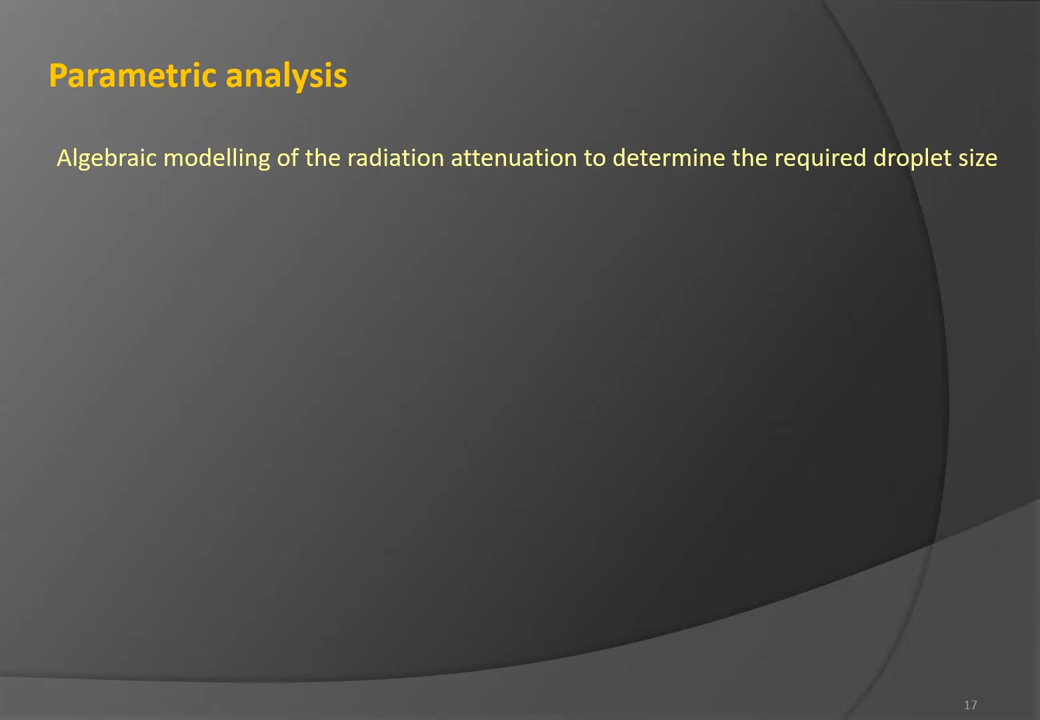 Parametric analysis
Algebraic modelling of the radiation attenuation to determine the required droplet size
17